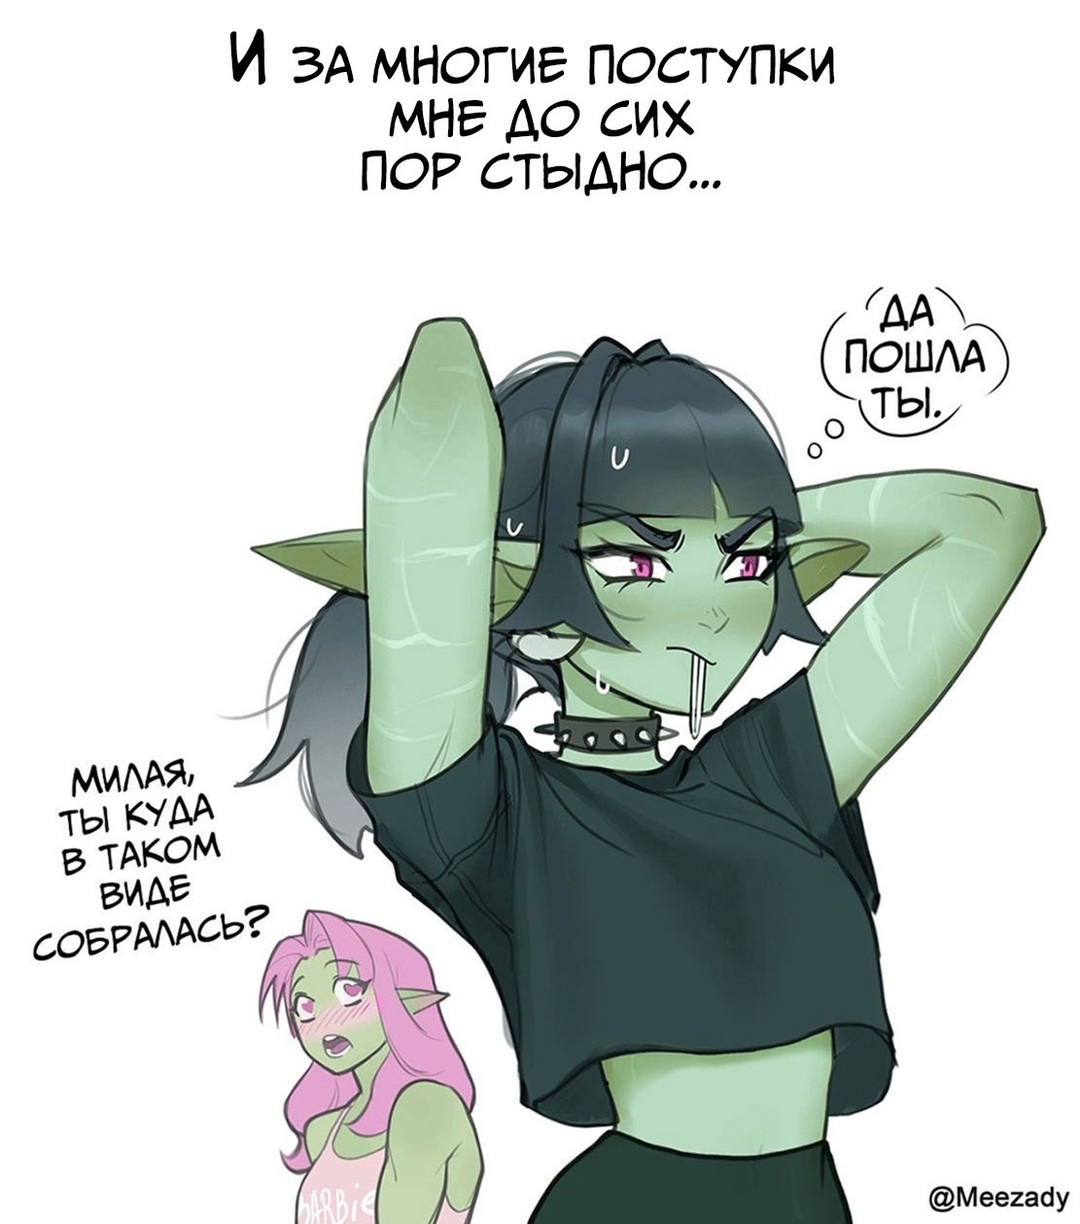 И ЗА МНОГИЕ ПОСТУПКИ
МНЕ ДО СИХ
ПОР СТЫДНО...
ДА
ПОШЛА
ТЫ.
МИЛАЯ,
ТЫ КУДА
В ТАКОМ
ВИДЕ
СОБРАЛАСЬ?
BARBiE
@Meezady